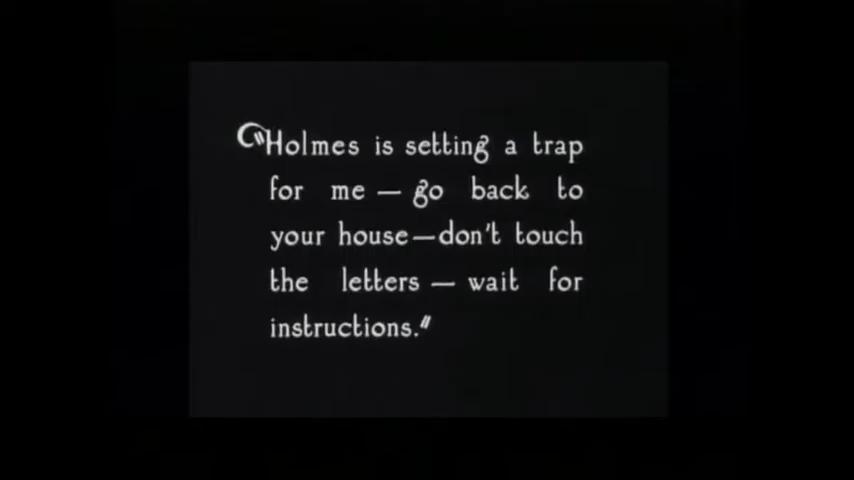 "Holmes is setting a trap
for me — go back to
your house — don't touch
the letters — wait for
instructions."